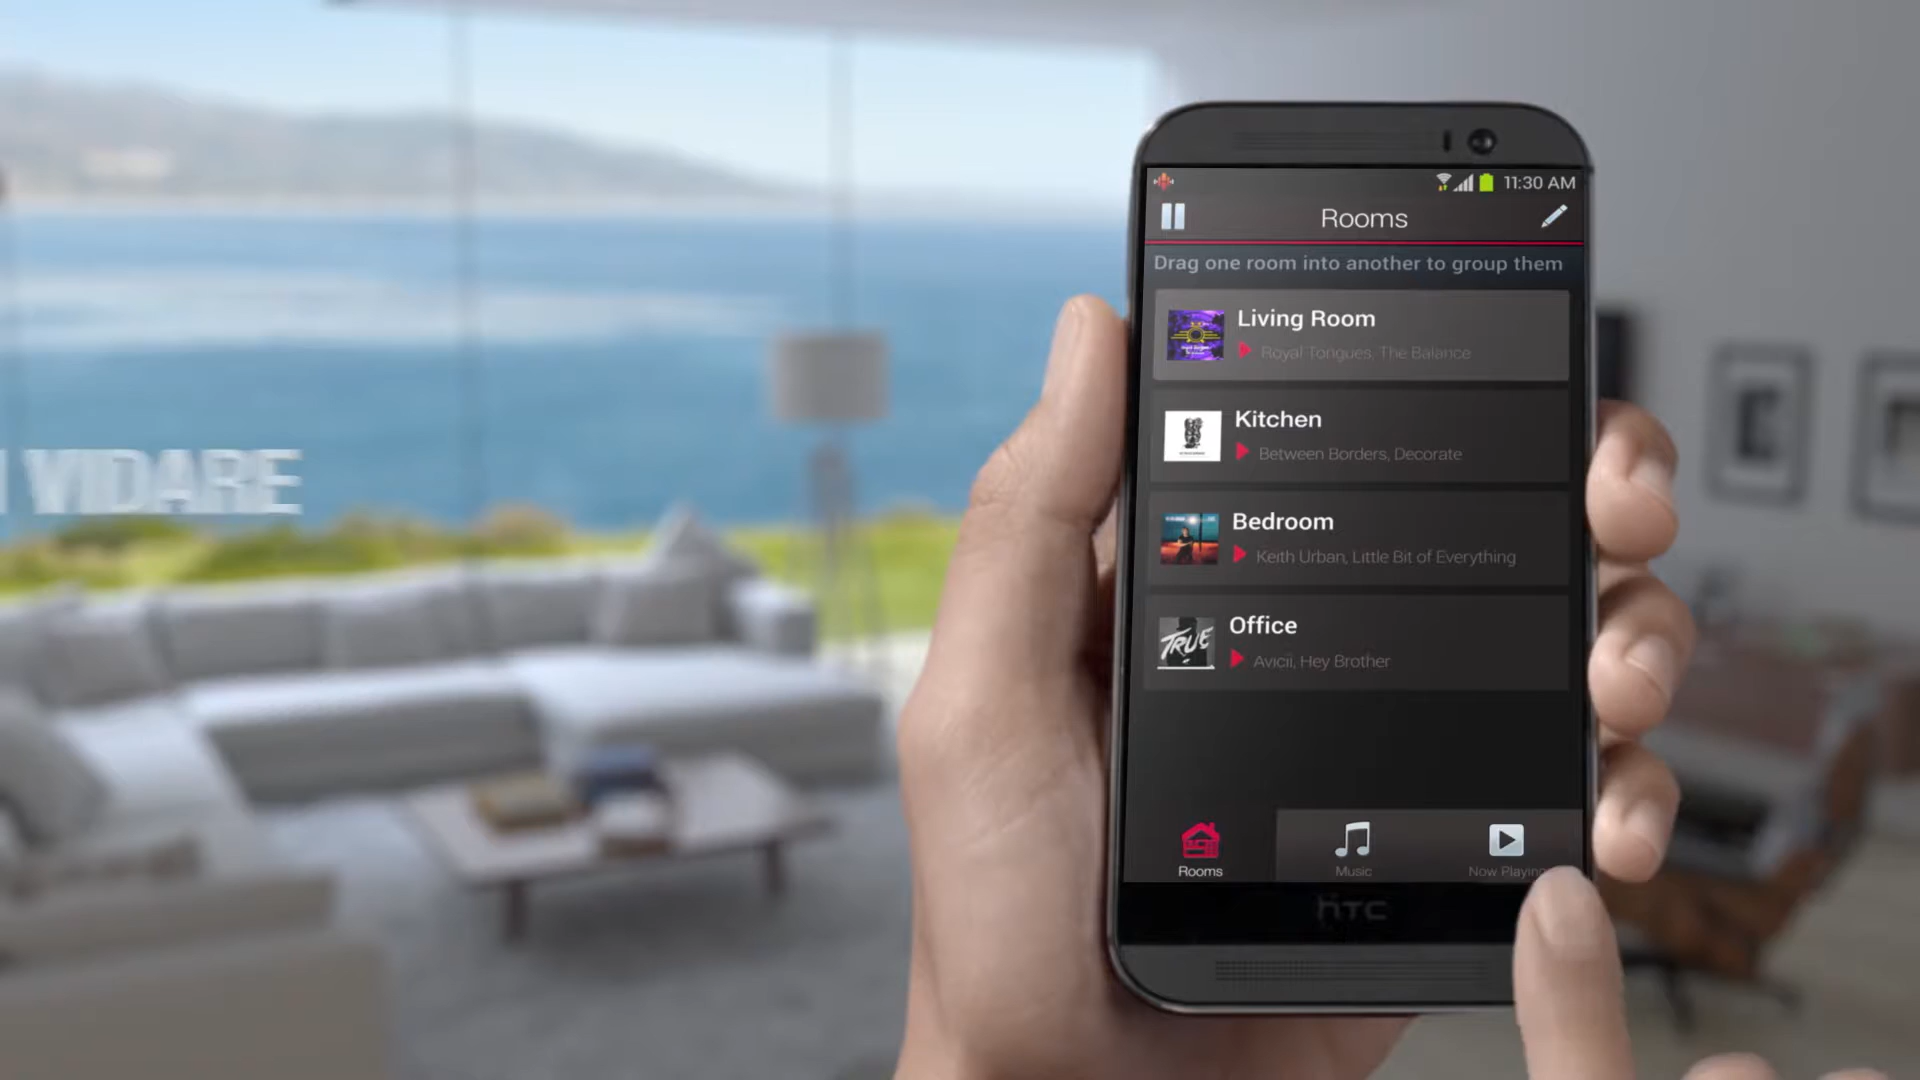 VIDARE
11:30 AM
Rooms
Drag one room into another to group them
Living Room
Royal Tongues, The Balance
Kitchen
Between Borders, Decorate
Bedroom
Keith Urban, Little Bit of Everything
Office
TRUE
Avicii, Hey Brother
Rooms
Music
Now Playing
hTC